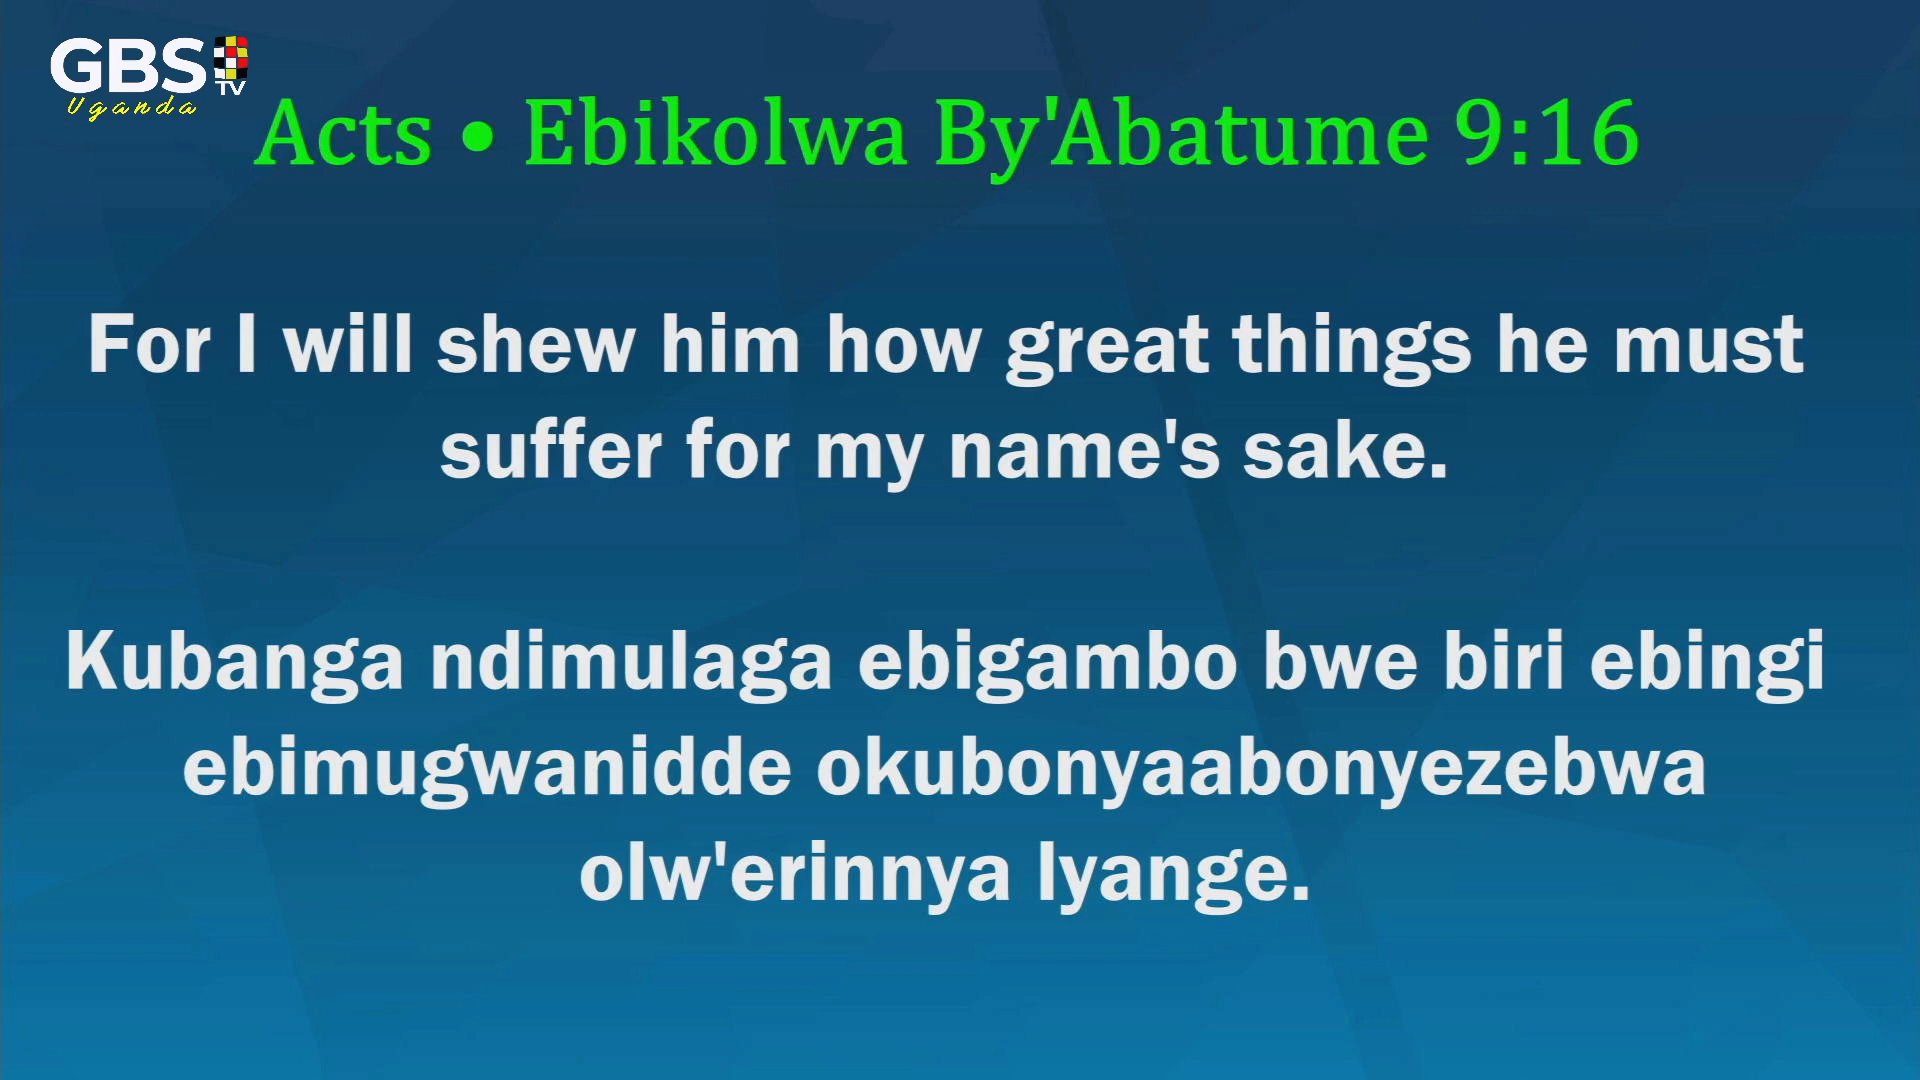 GBS
TV
Uganda
Acts • Ebikolwa By'Abatume 9:16
For I will shew him how great things he must
suffer for my name's sake.
Kubanga ndimulaga ebigambo bwe biri ebingi
ebimugwanidde okubonyaabonyezebwa
olw'erinnya lyange.